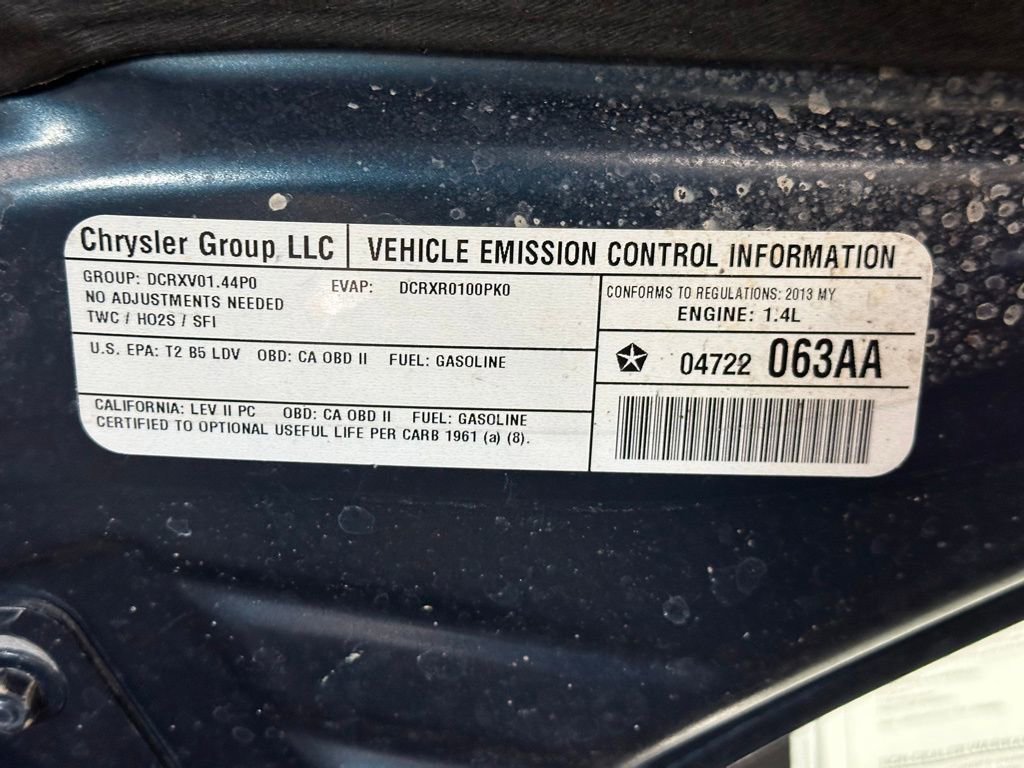 Chrysler Group LLC VEHICLE EMISSION CONTROL INFORMATION
GROUP: DCRXV01.44P0 EVAP: DCRXR0100PK0
NO ADJUSTMENTS NEEDED
TWC / HO2S / SFI
CONFORMS TO REGULATIONS: 2013 MY
ENGINE: 1.4L
U.S. EPA: T2 B5 LDV OBD: CA OBD II FUEL: GASOLINE
04722 063AA
CALIFORNIA: LEV II PC OBD: CA OBD II FUEL: GASOLINE
CERTIFIED TO OPTIONAL USEFUL LIFE PER CARB 1961 (a) (8).